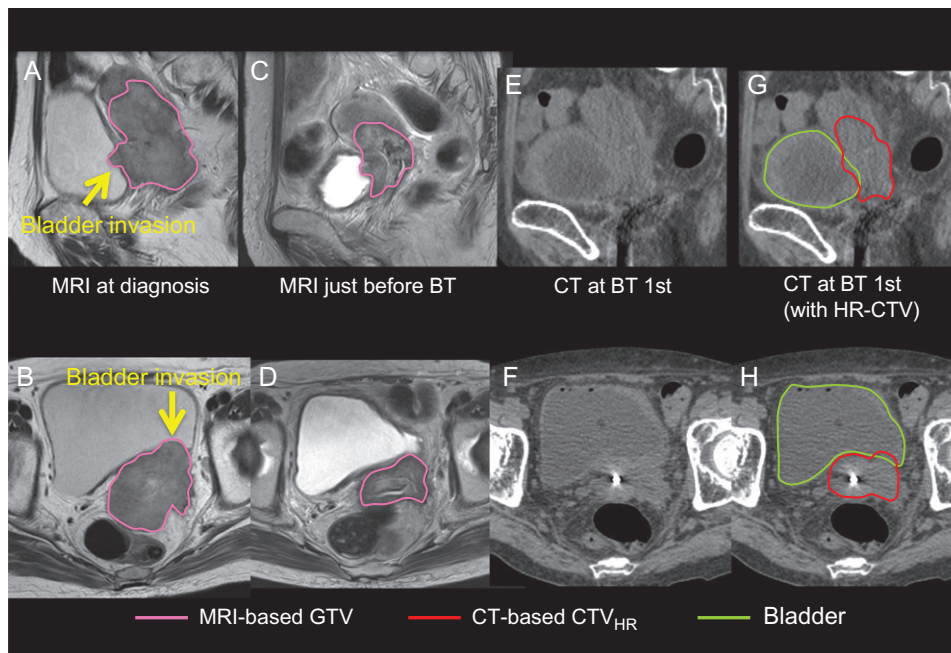 A
C
E
G
Bladder invasion
MRI at diagnosis
MRI just before BT
CT at BT 1st
CT at BT 1st
(with HR-CTV)
B
Bladder invasion
D
F
H
MRI-based GTV
CT-based CTVHR
Bladder